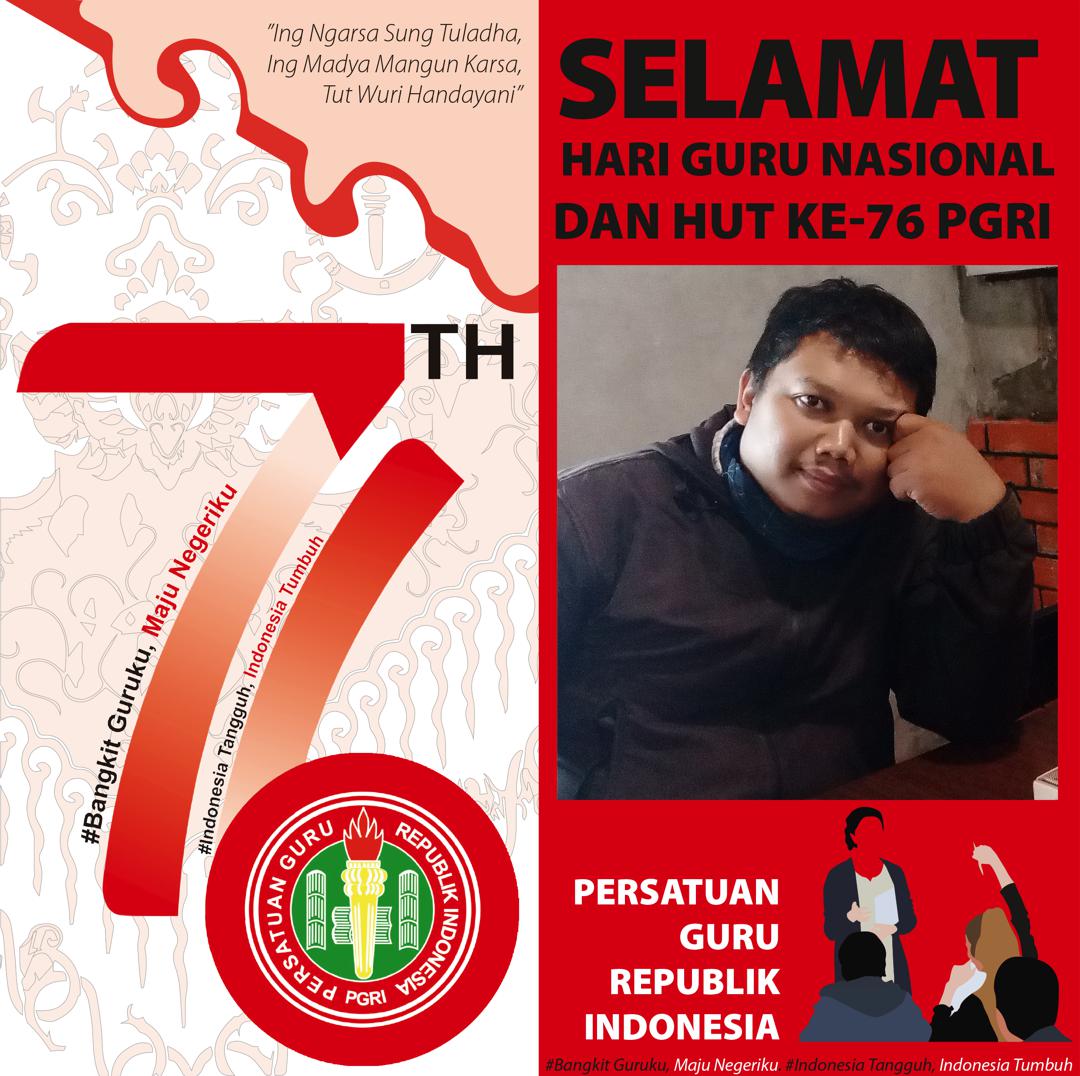 "Ing Ngarsa Sung Tuladha,
Ing Madya Mangun Karsa,
Tut Wuri Handayani"
76TH
#Bangkit Guruku, Maju Negeriku
#Indonesia Tangguh, Indonesia Tumbuh
PERSATUAN GURU REPUBLIK INDONESIA
PGRI
SELAMAT
HARI GURU NASIONAL
DAN HUT KE-76 PGRI
PERSATUAN
GURU
REPUBLIK
INDONESIA
#Bangkit Guruku, Maju Negeriku #Indonesia Tangguh, Indonesia Tumbuh